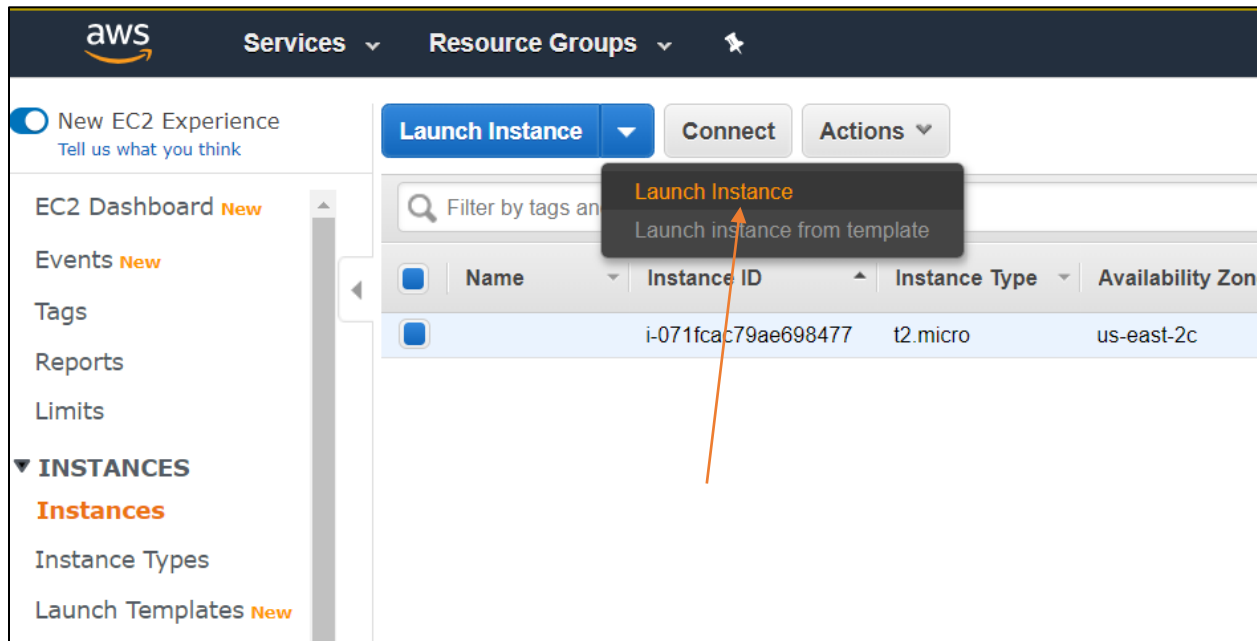 aws Services Resource Groups
New EC2 Experience
Tell us what you think
EC2 Dashboard New
Events New
Tags
Reports
Limits
INSTANCES
Instances
Instance Types
Launch Templates New
Launch Instance Connect Actions
Launch Instance
Filter by tags an
Launch instance from template
Name Instance ID Instance Type Availability Zon
i-071fcac79ae698477 t2.micro us-east-2c